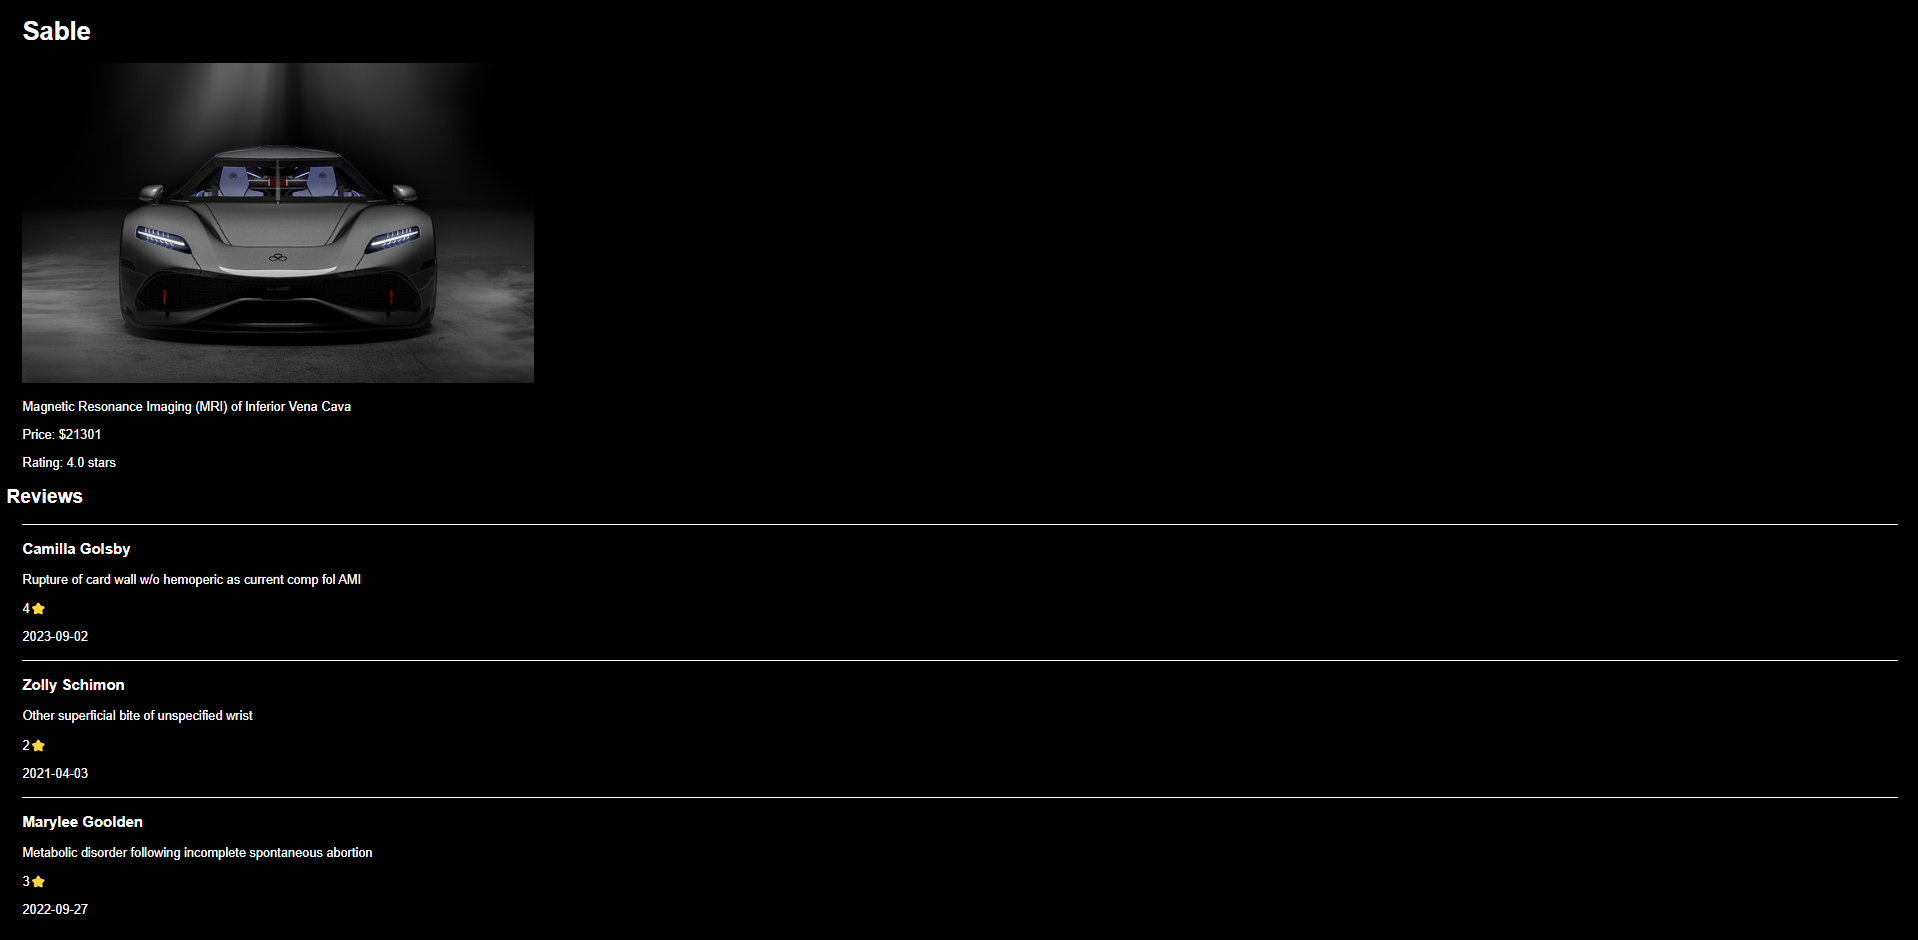 Sable
Magnetic Resonance Imaging (MRI) of Inferior Vena Cava
Price: $21301
Rating: 4.0 stars
Reviews
Camilla Golsby
Rupture of card wall w/o hemoperic as current comp fol AMI
4
2023-09-02
Zolly Schimon
Other superficial bite of unspecified wrist
2
2021-04-03
Marylee Goolden
Metabolic disorder following incomplete spontaneous abortion
3
2022-09-27